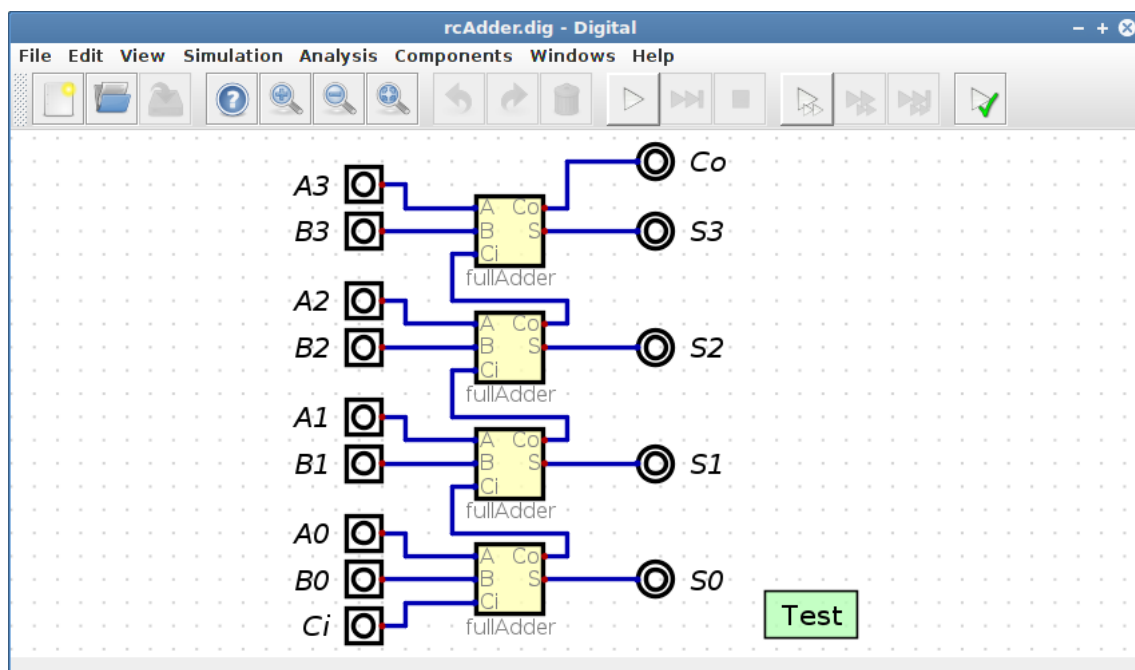 rcAdder.dig - Digital
File Edit View Simulation Analysis Components Windows Help
A3
Co
A Co
B3
B S
S3
Ci
fullAdder
A2
A Co
B2
B S
S2
Ci
fullAdder
A1
A Co
B1
B S
S1
Ci
fullAdder
A0
A Co
B0
B S
S0
Ci
Ci
fullAdder
Test